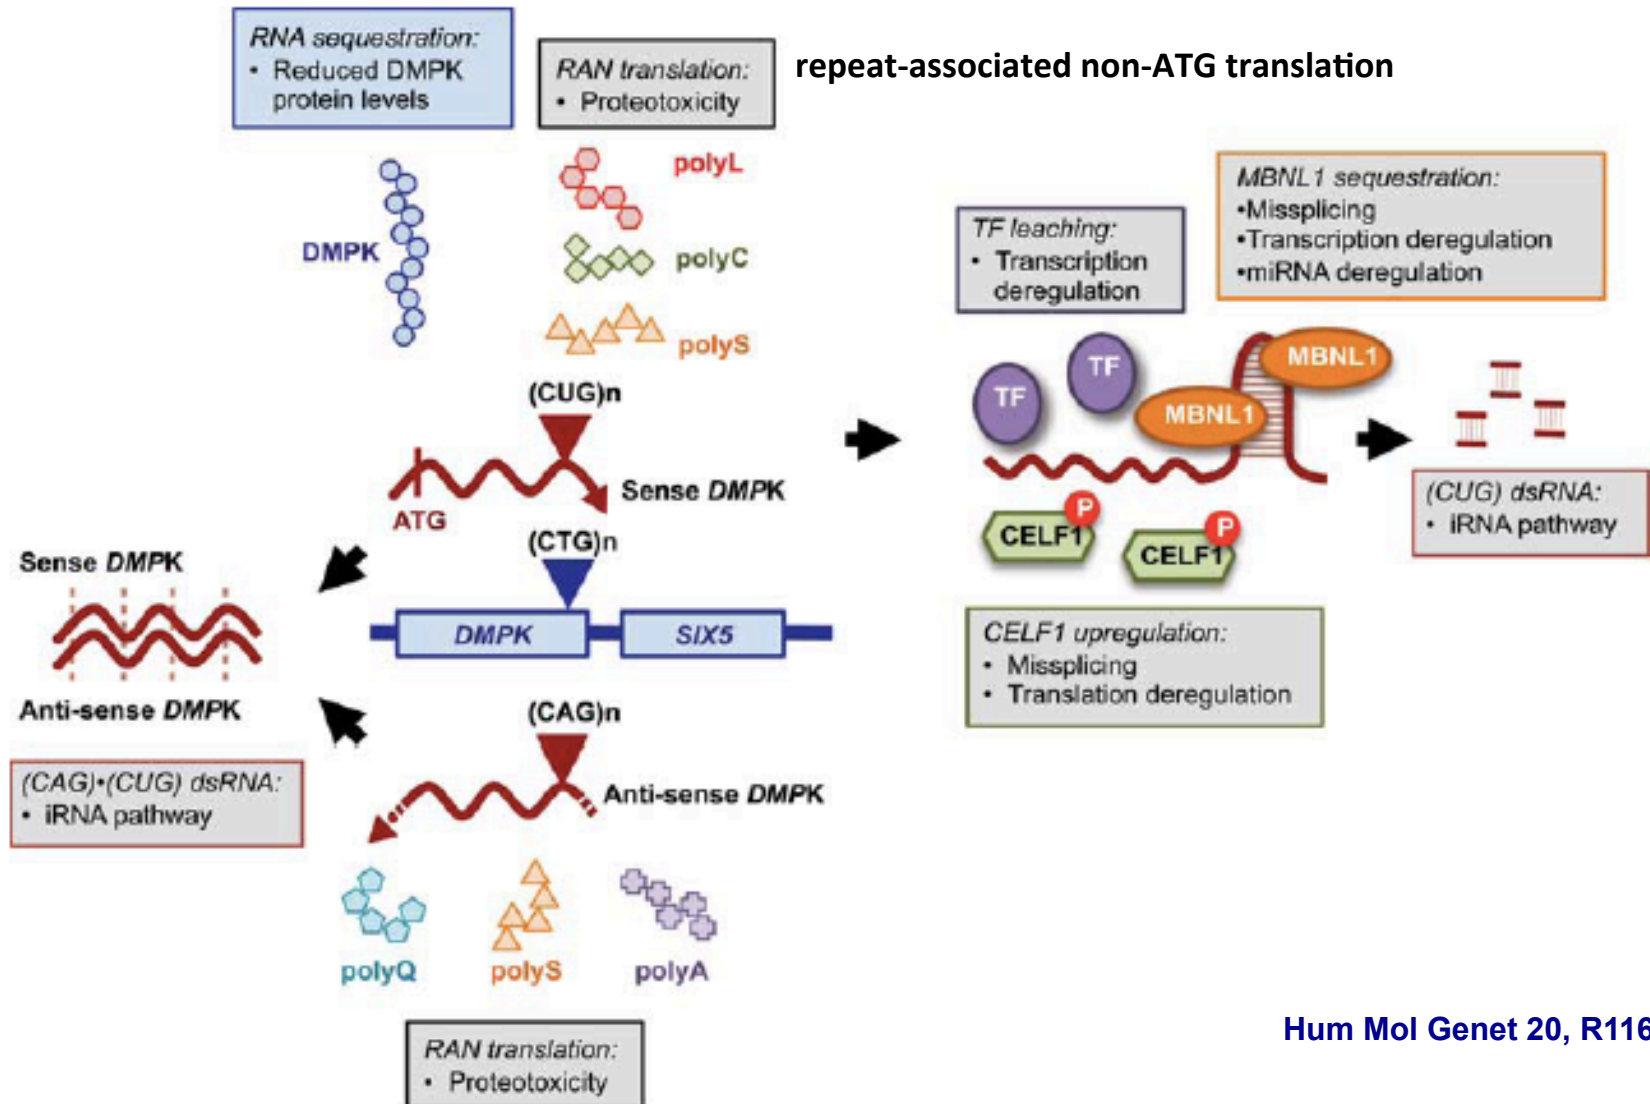 RNA sequestration:
• Reduced DMPK
protein levels
RAN translation:
• Proteotoxicity
repeat-associated non-ATG translation
DMPK
polyL
polyC
polyS
TF leaching:
• Transcription
deregulation
MBNL1 sequestration:
•Missplicing
•Transcription deregulation
•miRNA deregulation
TF
TF
MBNL1
MBNL1
(CUG)n
ATG
Sense DMPK
P
CELF1
P
CELF1
(CUG) dsRNA:
• iRNA pathway
CELF1 upregulation:
• Missplicing
• Translation deregulation
(CTG)n
DMPK
SIX5
Sense DMPK
Anti-sense DMPK
(CAG)•(CUG) dsRNA:
• iRNA pathway
(CAG)n
Anti-sense DMPK
polyQ
polyS
polyA
RAN translation:
• Proteotoxicity
Hum Mol Genet 20, R116